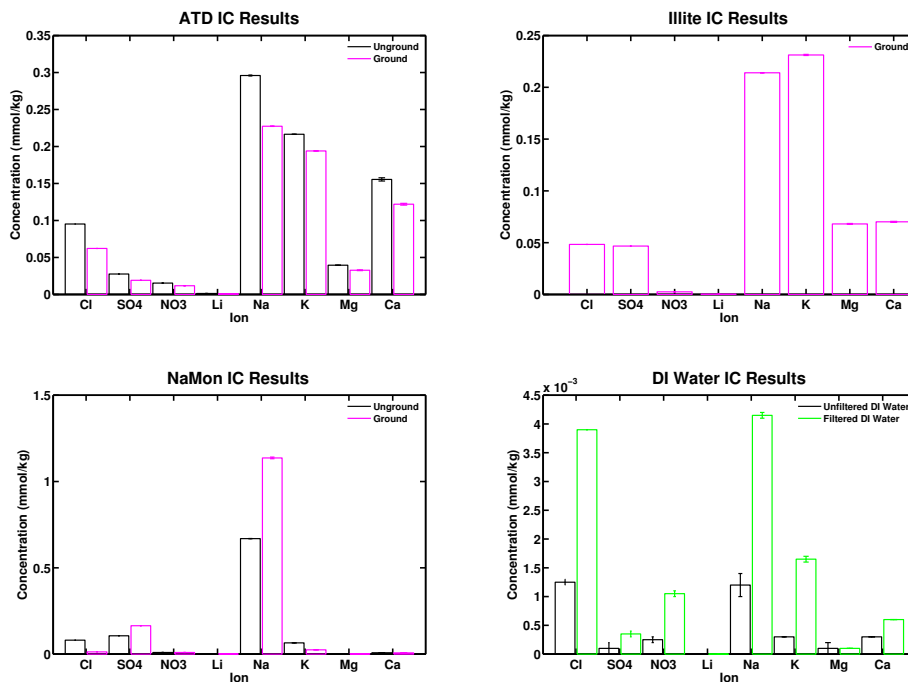 ATD IC Results
Unground
Ground
Concentration (mmol/kg)
0.35
0.3
0.25
0.2
0.15
0.1
0.05
0
Cl SO4 NO3 Li Na K Mg Ca
Ion
Illite IC Results
Ground
Concentration (mmol/kg)
0.25
0.2
0.15
0.1
0.05
0
Cl SO4 NO3 Li Na K Mg Ca
Ion
NaMon IC Results
Unground
Ground
Concentration (mmol/kg)
1.5
1
0.5
0
Cl SO4 NO3 Li Na K Mg Ca
Ion
DI Water IC Results
x 10⁻³
Unfiltered DI Water
Filtered DI Water
Concentration (mmol/kg)
4.5
4
3.5
3
2.5
2
1.5
1
0.5
0
Cl SO4 NO3 Li Na K Mg Ca
Ion